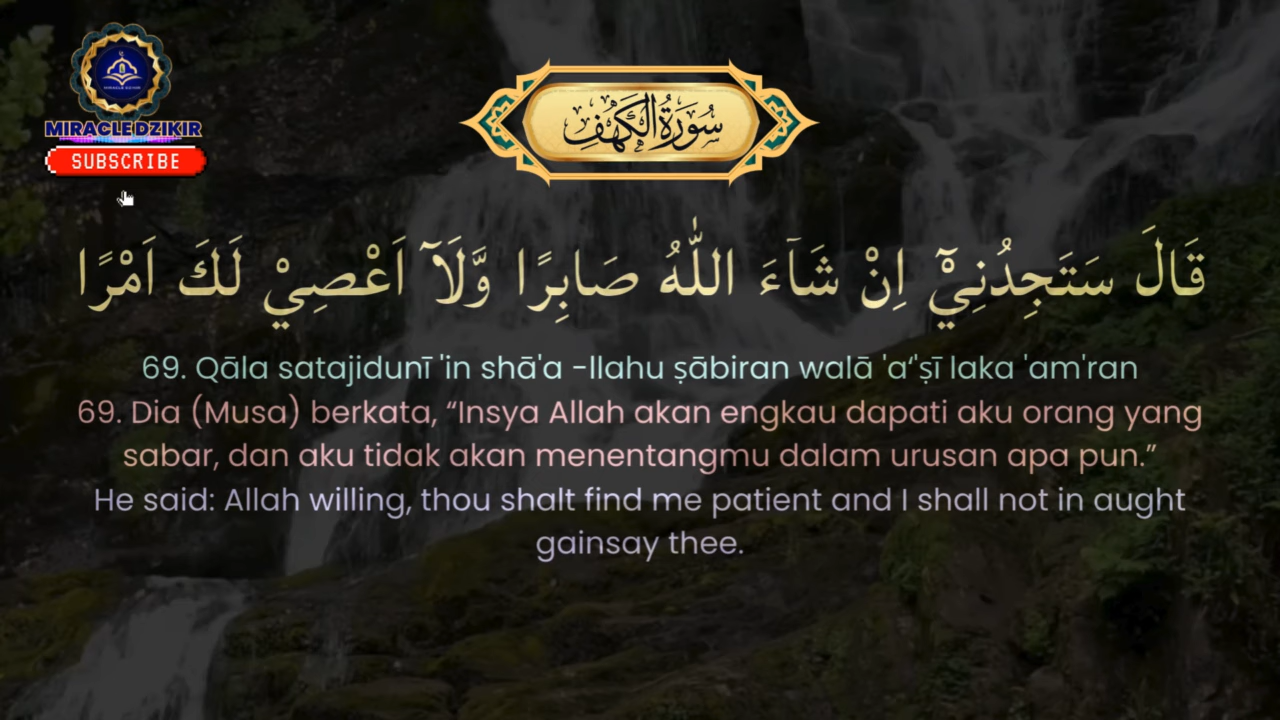 MIRACLE DZIKIR
SUBSCRIBE
سُورَةُ الْكَهْفِ
قَالَ سَتَجِدُنِيْٓ اِنْ شَاۤءَ اللّٰهُ صَابِرًا وَّلَآ اَعْصِيْ لَكَ اَمْرًا
69. Qāla satajidunī 'in shā'a -llahu ṣābiran walā 'a‘'ṣī laka 'am'ran
69. Dia (Musa) berkata, “Insya Allah akan engkau dapati aku orang yang
sabar, dan aku tidak akan menentangmu dalam urusan apa pun.”
He said: Allah willing, thou shalt find me patient and I shall not in aught
gainsay thee.